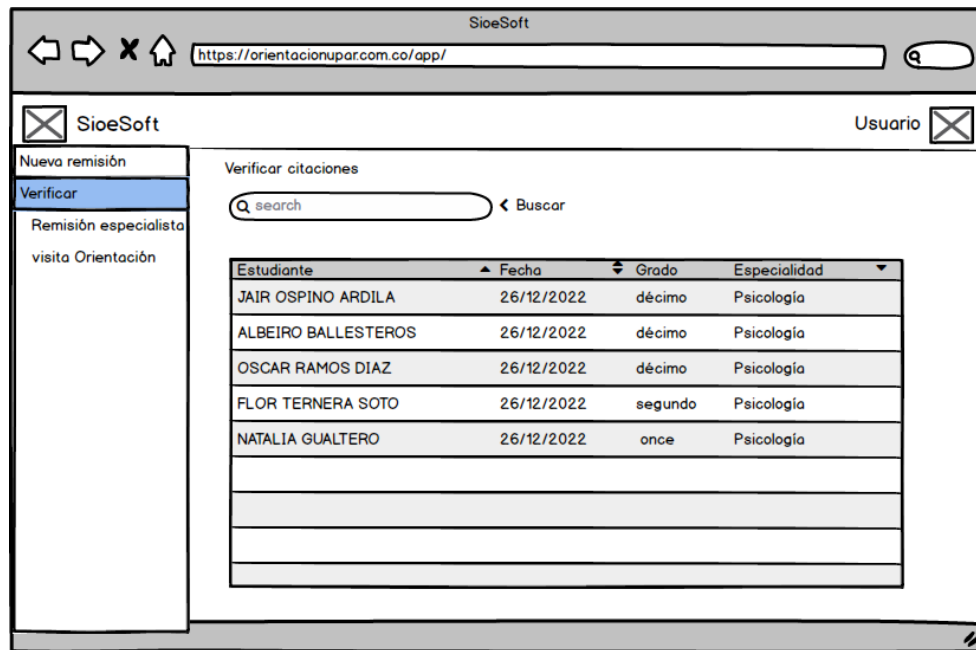 SioeSoft
https://orientacionupar.com.co/app/
SioeSoft
Usuario
Nueva remisión
Verificar
Remisión especialista
visita Orientación
Verificar citaciones
search
Buscar
Estudiante Fecha Grado Especialidad
JAIR OSPINO ARDILA 26/12/2022 décimo Psicología
ALBEIRO BALLESTEROS 26/12/2022 décimo Psicología
OSCAR RAMOS DIAZ 26/12/2022 décimo Psicología
FLOR TERNERA SOTO 26/12/2022 segundo Psicología
NATALIA GUALTERO 26/12/2022 once Psicología